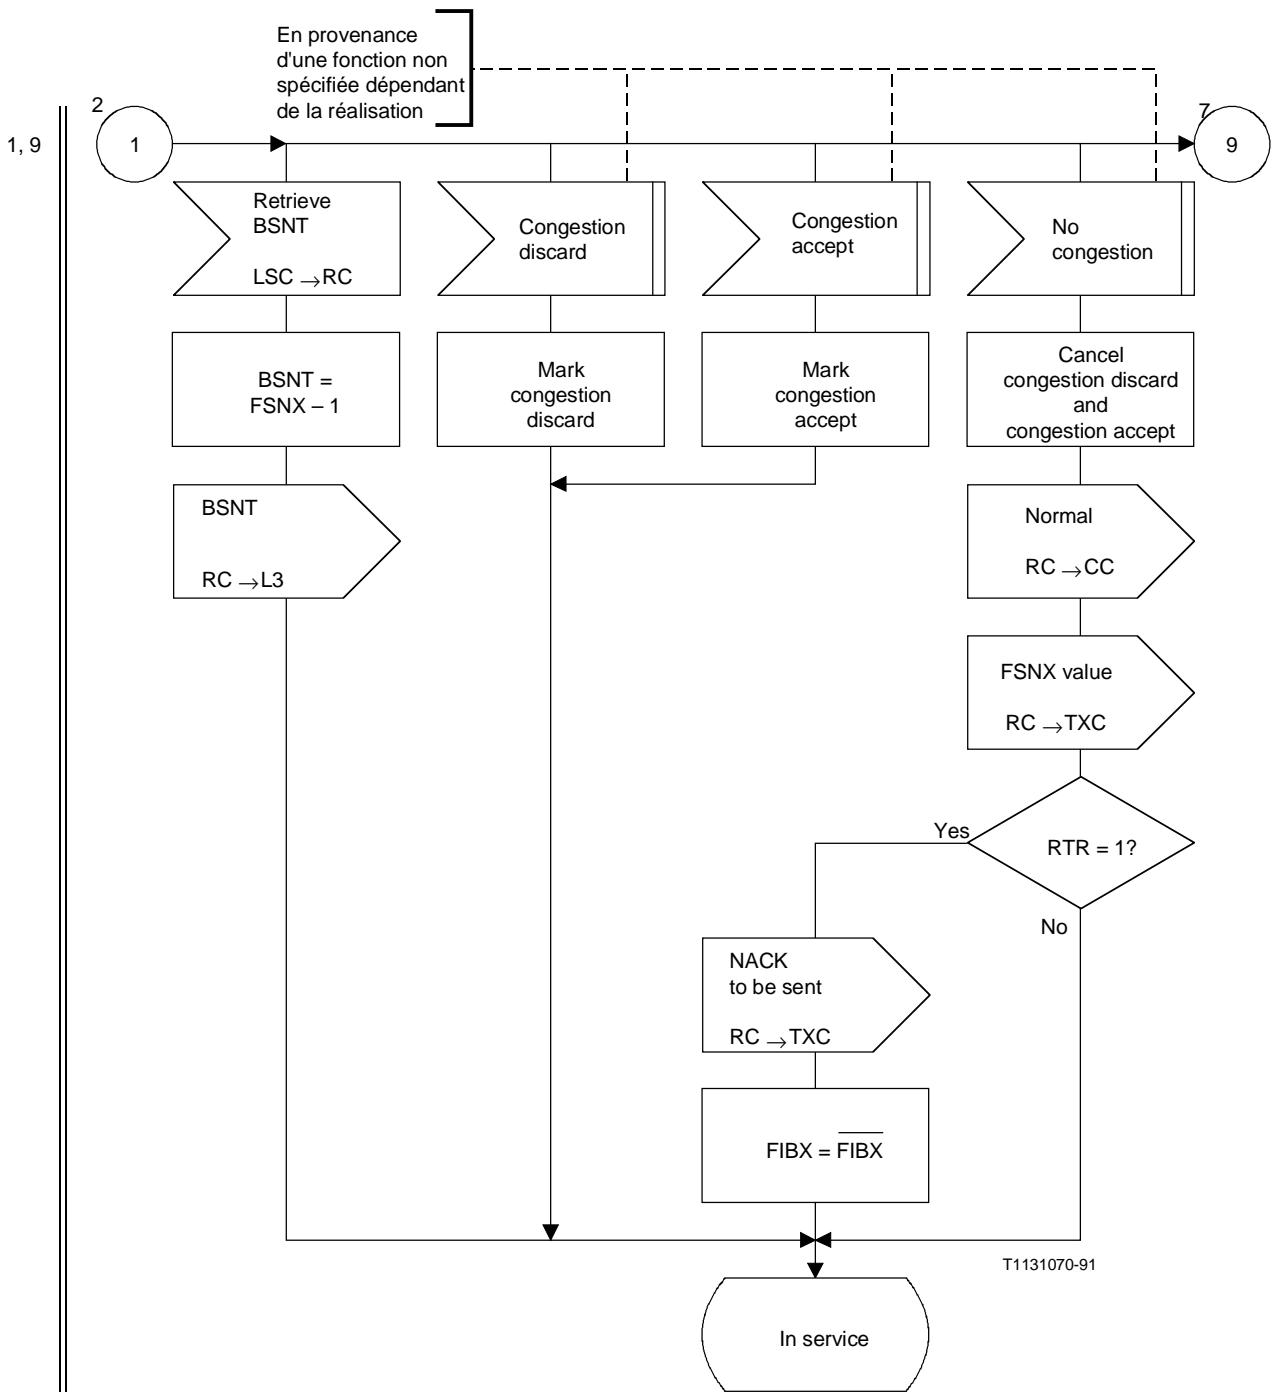 En provenance
d'une fonction non
spécifiée dépendant
de la réalisation
2
7
1, 9
1
9
Retrieve
BSNT
LSC → RC
Congestion
discard
Congestion
accept
No
congestion
BSNT =
FSNX – 1
Mark
congestion
discard
Mark
congestion
accept
Cancel
congestion discard
and
congestion accept
BSNT
RC → L3
Normal
RC → CC
FSNX value
RC → TXC
Yes
RTR = 1?
No
NACK
to be sent
RC → TXC
FIBX = F̅I̅B̅X̅
T1131070-91
In service